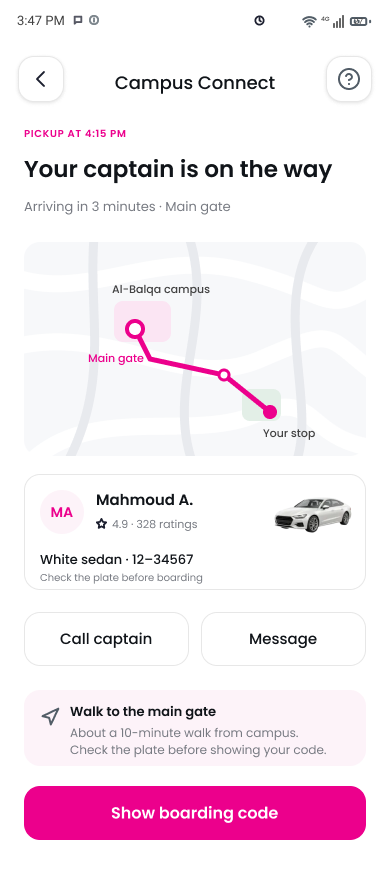 3:47 PM
4G
Campus Connect
PICKUP AT 4:15 PM
Your captain is on the way
Arriving in 3 minutes · Main gate
Al-Balqa campus
Main gate
Your stop
MA
Mahmoud A.
4.9 · 328 ratings
White sedan · 12–34567
Check the plate before boarding
Call captain
Message
Walk to the main gate
About a 10-minute walk from campus.
Check the plate before showing your code.
Show boarding code